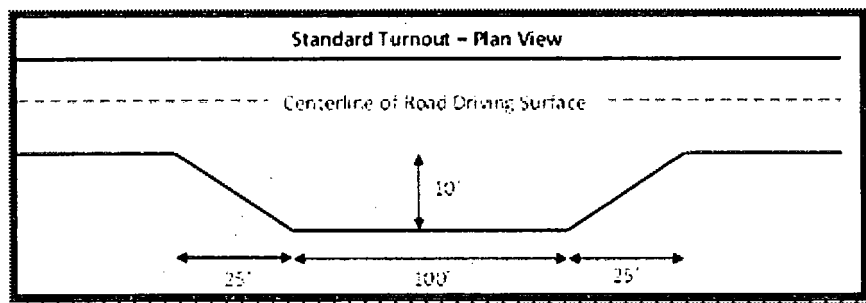 Standard Turnout – Plan View
Centerline of Road Driving Surface
10'
25'
100'
25'